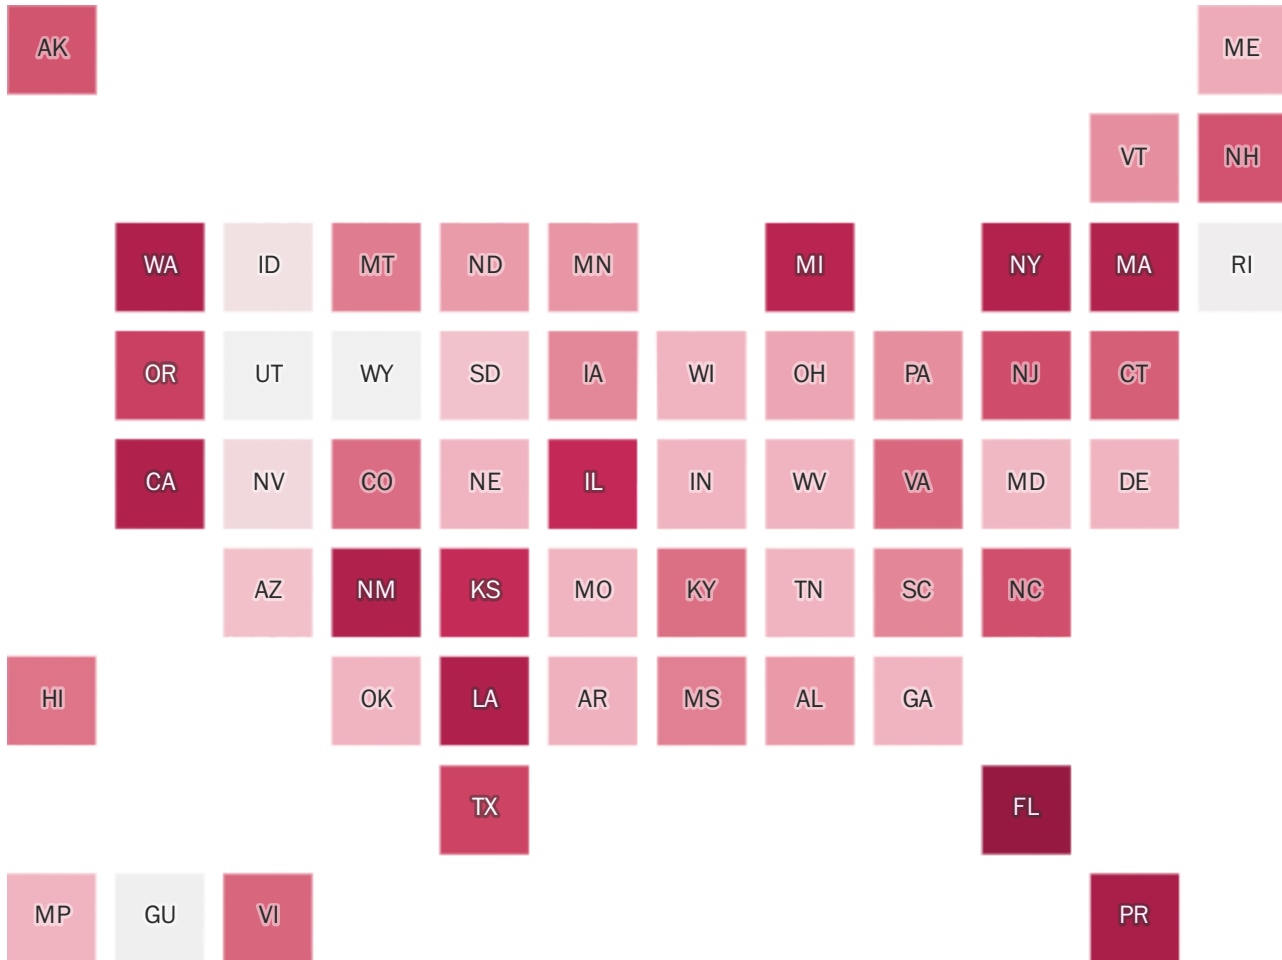 AK ME
VT NH
WA ID MT ND MN MI NY MA RI
OR UT WY SD IA WI OH PA NJ CT
CA NV CO NE IL IN WV VA MD DE
AZ NM KS MO KY TN SC NC
HI OK LA AR MS AL GA
TX FL
MP GU VI PR